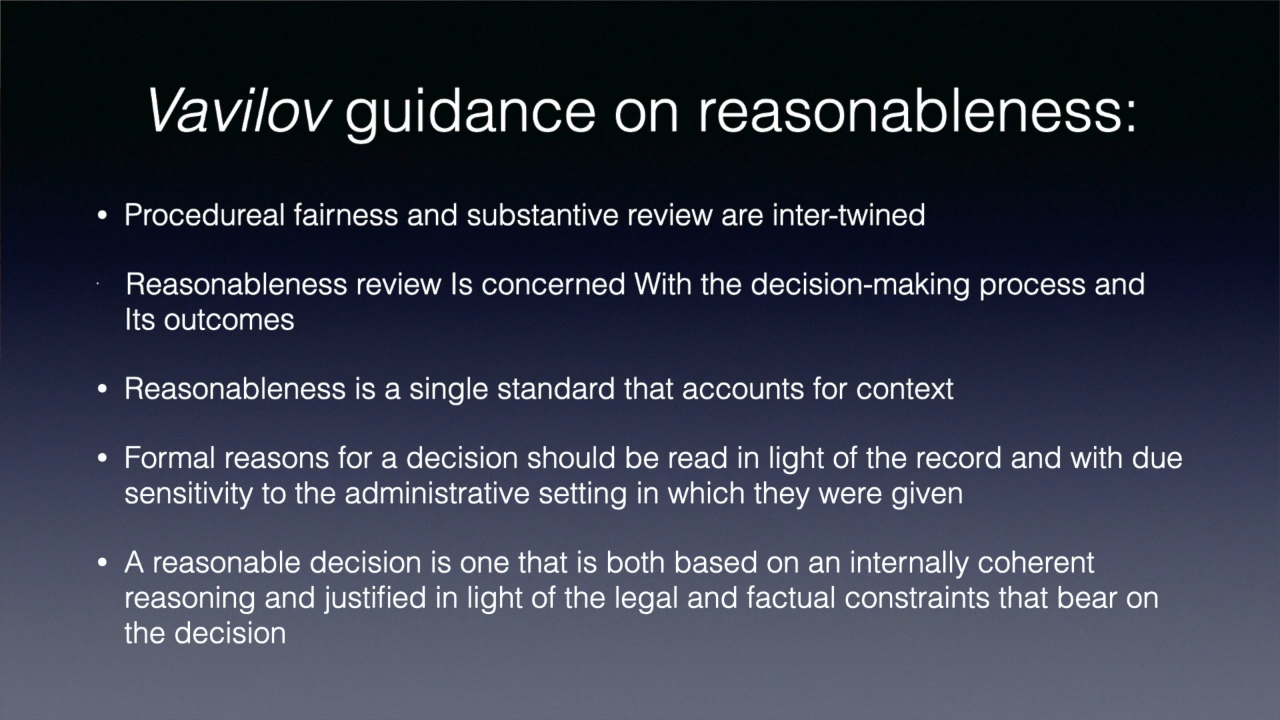 Vavilov guidance on reasonableness:
• Procedureal fairness and substantive review are inter-twined
· Reasonableness review Is concerned With the decision-making process and
Its outcomes
• Reasonableness is a single standard that accounts for context
• Formal reasons for a decision should be read in light of the record and with due
sensitivity to the administrative setting in which they were given
• A reasonable decision is one that is both based on an internally coherent
reasoning and justified in light of the legal and factual constraints that bear on
the decision